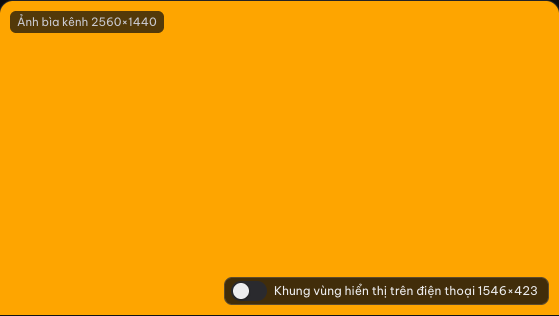 Ảnh bìa kênh 2560×1440
Khung vùng hiển thị trên điện thoại 1546×423